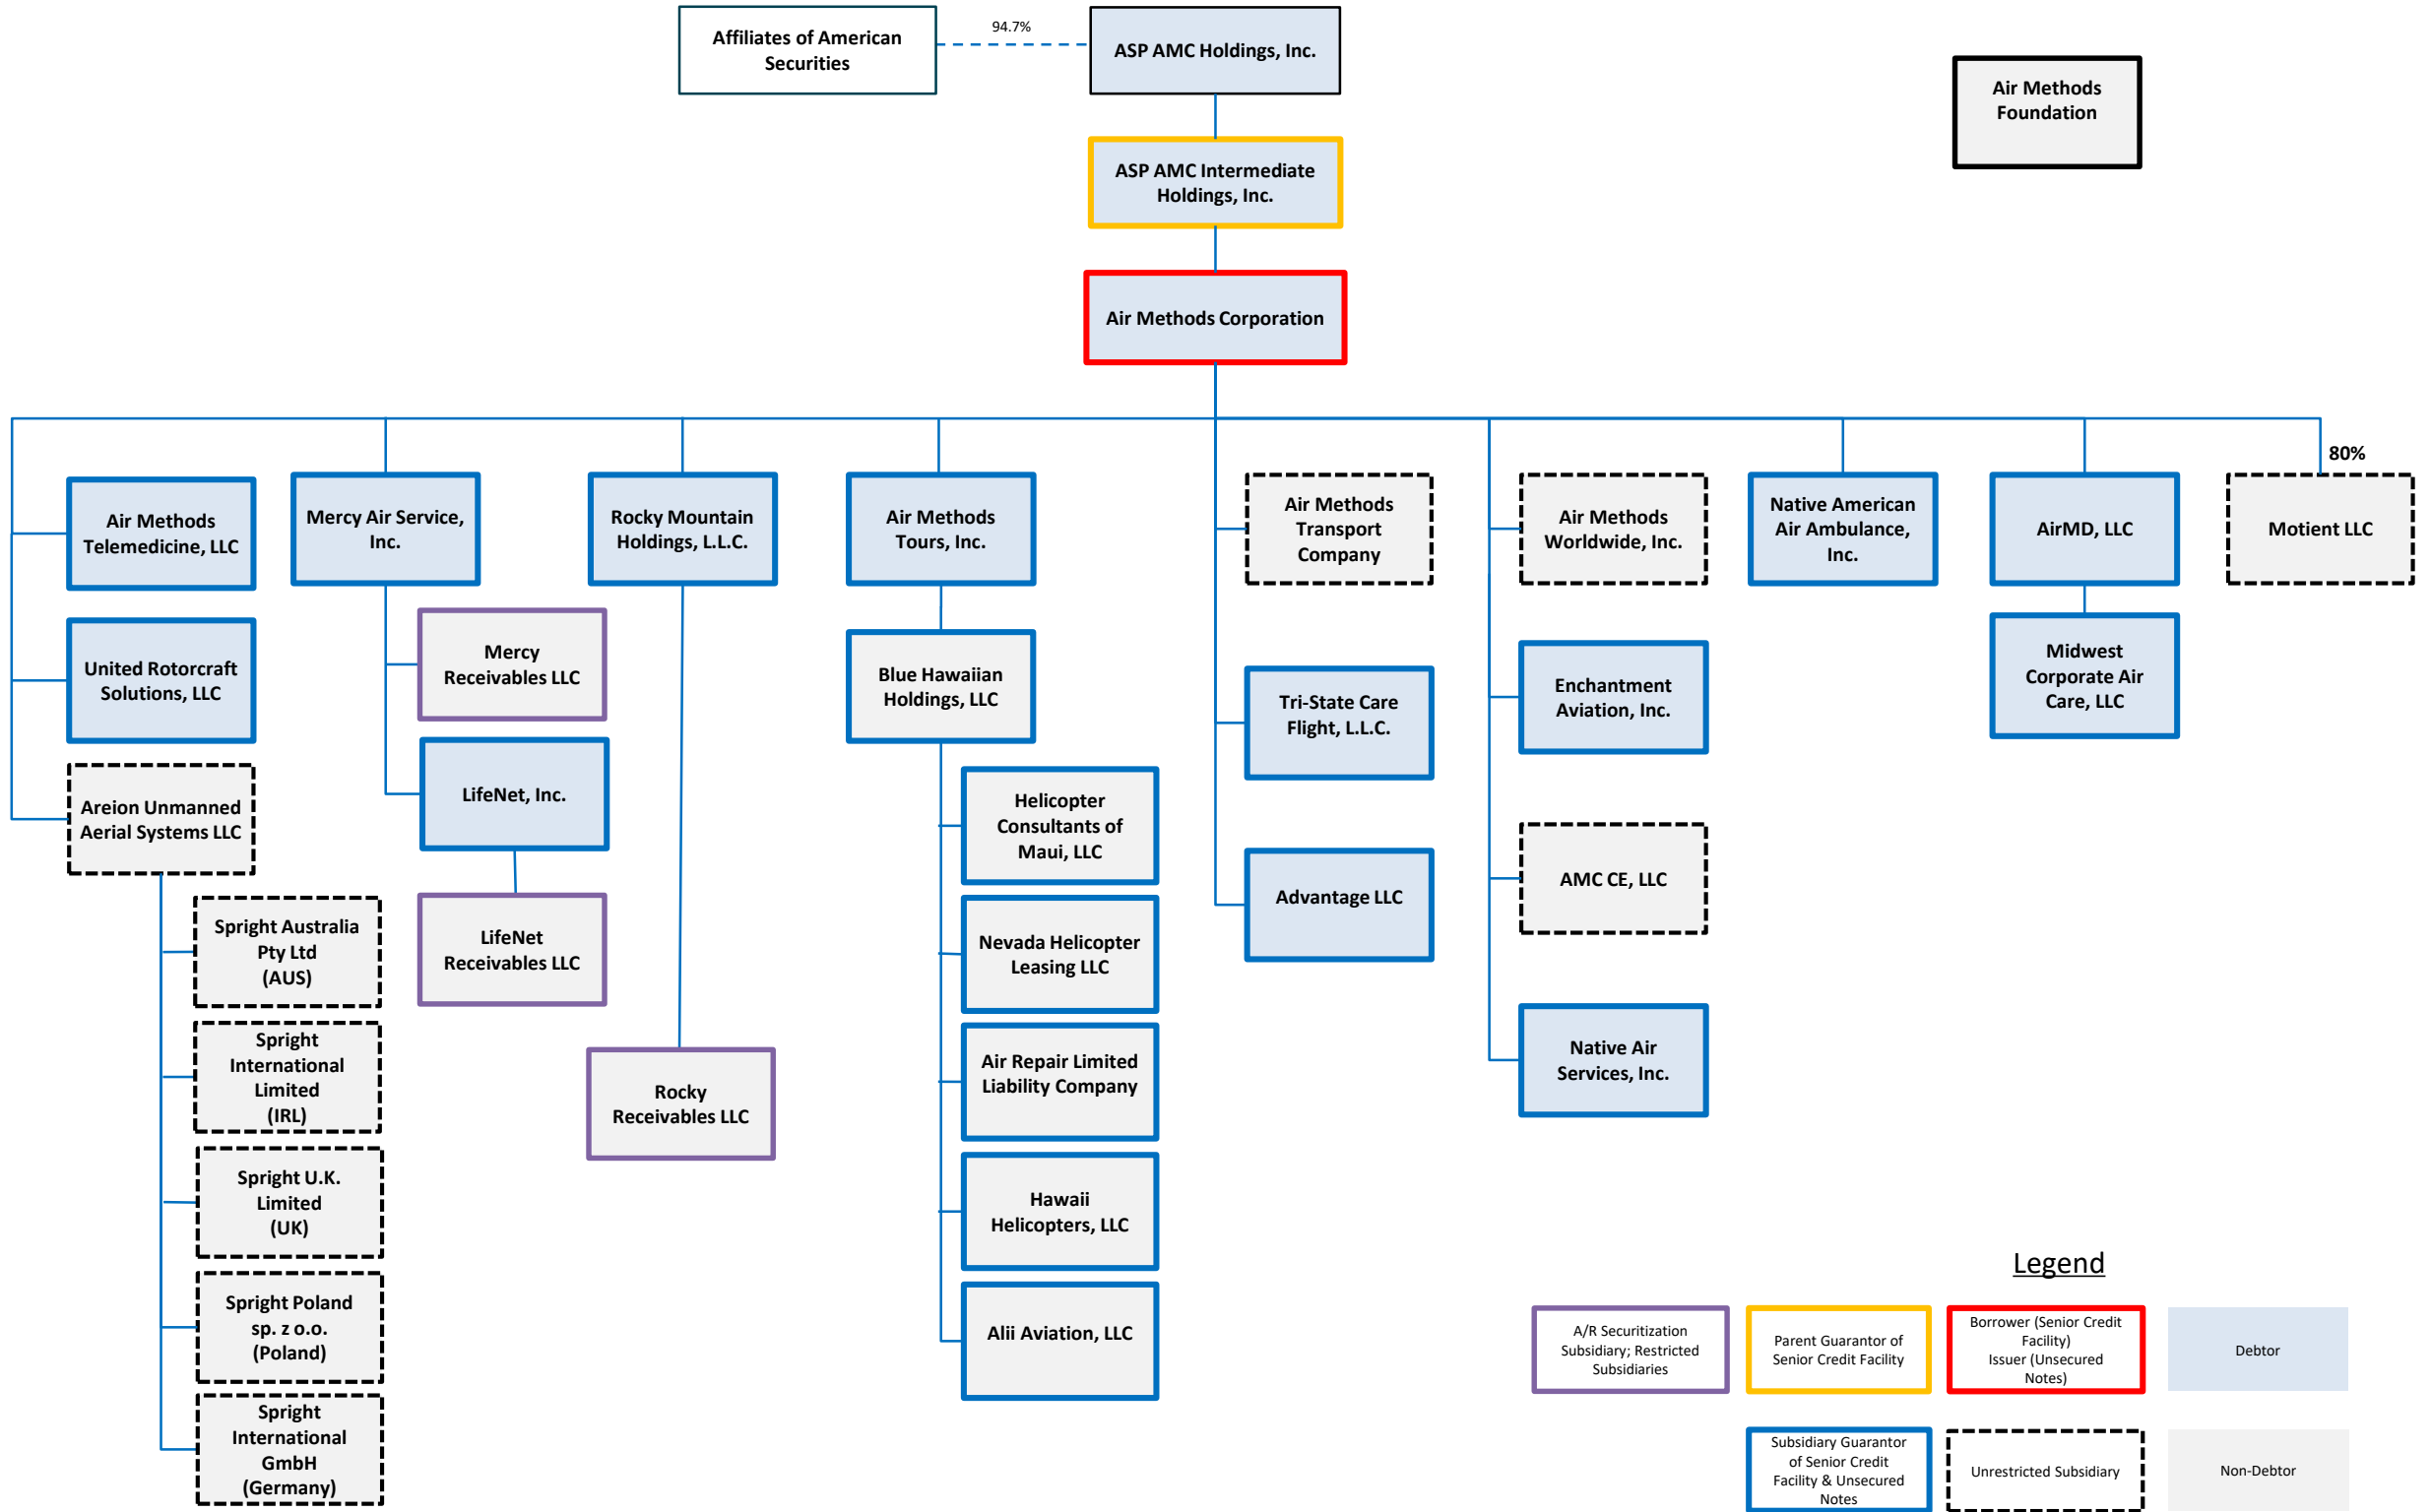 Affiliates of American
Securities
94.7%
ASP AMC Holdings, Inc.
Air Methods
Foundation
ASP AMC Intermediate
Holdings, Inc.
Air Methods Corporation
80%
Air Methods
Telemedicine, LLC
Mercy Air Service,
Inc.
Rocky Mountain
Holdings, L.L.C.
Air Methods
Tours, Inc.
Air Methods
Transport
Company
Air Methods
Worldwide, Inc.
Native American
Air Ambulance,
Inc.
AirMD, LLC
Motient LLC
United Rotorcraft
Solutions, LLC
Mercy
Receivables LLC
Blue Hawaiian
Holdings, LLC
Tri-State Care
Flight, L.L.C.
Enchantment
Aviation, Inc.
Midwest
Corporate Air
Care, LLC
Areion Unmanned
Aerial Systems LLC
LifeNet, Inc.
Helicopter
Consultants of
Maui, LLC
Advantage LLC
AMC CE, LLC
Spright Australia
Pty Ltd
(AUS)
LifeNet
Receivables LLC
Nevada Helicopter
Leasing LLC
Spright
International
Limited
(IRL)
Rocky
Receivables LLC
Air Repair Limited
Liability Company
Native Air
Services, Inc.
Spright U.K.
Limited
(UK)
Hawaii
Helicopters, LLC
Spright Poland
sp. z o.o.
(Poland)
Alii Aviation, LLC
Spright
International
GmbH
(Germany)
Legend
A/R Securitization
Subsidiary; Restricted
Subsidiaries
Parent Guarantor of
Senior Credit Facility
Borrower (Senior Credit
Facility)
Issuer (Unsecured
Notes)
Debtor
Subsidiary Guarantor
of Senior Credit
Facility & Unsecured
Notes
Unrestricted Subsidiary
Non-Debtor